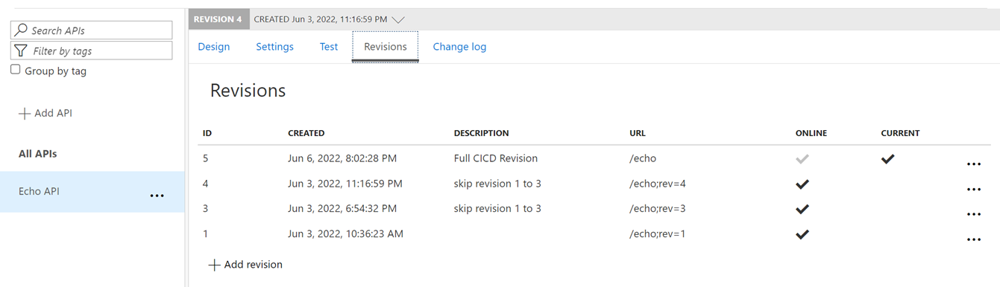 REVISION 4 CREATED Jun 3, 2022, 11:16:59 PM
Search APIs
Filter by tags
Group by tag
Add API
All APIs
Echo API
Design Settings Test Revisions Change log
Revisions
ID CREATED DESCRIPTION URL ONLINE CURRENT
5 Jun 6, 2022, 8:02:28 PM Full CICD Revision /echo
4 Jun 3, 2022, 11:16:59 PM skip revision 1 to 3 /echo;rev=4
3 Jun 3, 2022, 6:54:32 PM skip revision 1 to 3 /echo;rev=3
1 Jun 3, 2022, 10:36:23 AM /echo;rev=1
Add revision